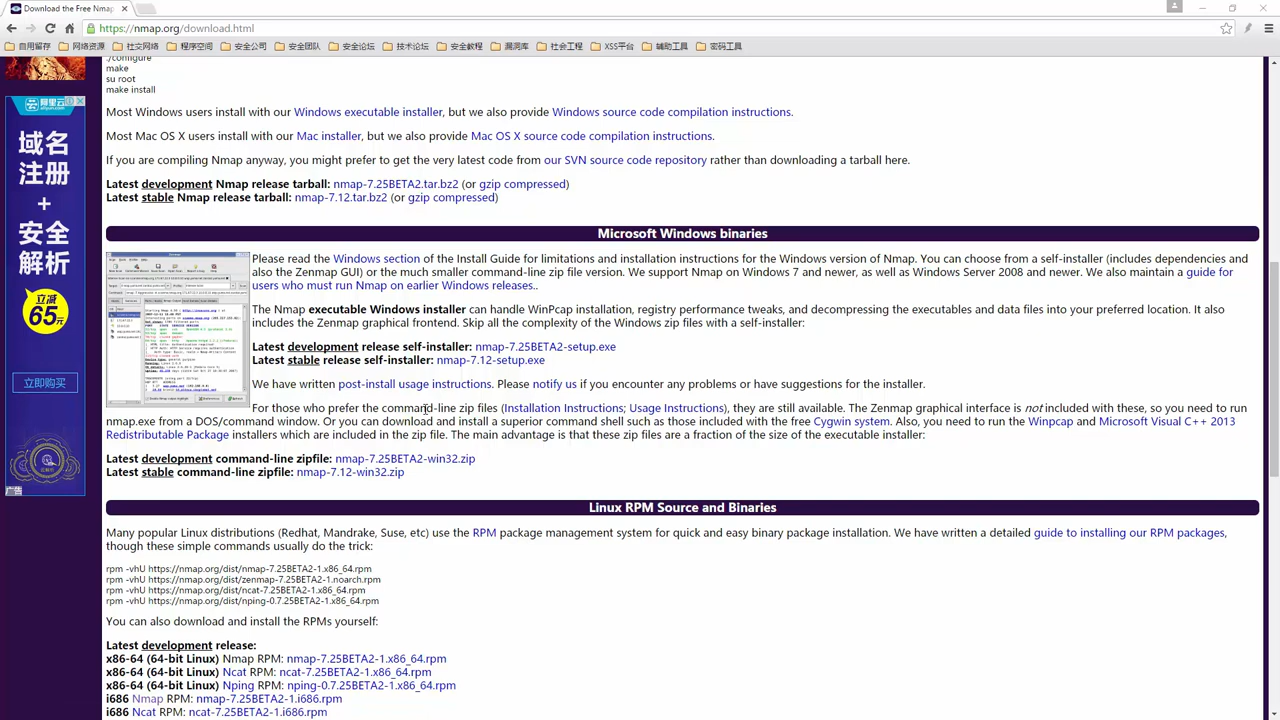 Download the Free Nmap
https://nmap.org/download.html
自用留存 网络资源 社交网络 程序空间 安全公司 安全团队 安全论坛 技术论坛 安全教程 漏洞库 社会工程 XSS平台 辅助工具 密码工具
./configure
make
su root
make install
Most Windows users install with our Windows executable installer, but we also provide Windows source code compilation instructions.
Most Mac OS X users install with our Mac installer, but we also provide Mac OS X source code compilation instructions.
If you are compiling Nmap anyway, you might prefer to get the very latest code from our SVN source code repository rather than downloading a tarball here.
Latest development Nmap release tarball: nmap-7.25BETA2.tar.bz2 (or gzip compressed)
Latest stable Nmap release tarball: nmap-7.12.tar.bz2 (or gzip compressed)
Microsoft Windows binaries
Please read the Windows section of the Install Guide for limitations and installation instructions for the Windows version of Nmap. You can choose from a self-installer (includes dependencies and
also the Zenmap GUI) or the much smaller command-line zip file version. We support Nmap on Windows 7 and newer, as well as Windows Server 2008 and newer. We also maintain a guide for
users who must run Nmap on earlier Windows releases.
The Nmap executable Windows installer can handle WinPcap installation, registry performance tweaks, and decompressing the executables and data files into your preferred location. It also
includes the Zenmap graphical frontend. Skip all the complexity of the Windows zip files with a self-installer:
Latest development release self-installer: nmap-7.25BETA2-setup.exe
Latest stable release self-installer: nmap-7.12-setup.exe
We have written post-install usage instructions. Please notify us if you encounter any problems or have suggestions for the installer.
For those who prefer the command-line zip files (Installation Instructions; Usage Instructions), they are still available. The Zenmap graphical interface is not included with these, so you need to run
nmap.exe from a DOS/command window. Or you can download and install a superior command shell such as those included with the free Cygwin system. Also, you need to run the Winpcap and Microsoft Visual C++ 2013
Redistributable Package installers which are included in the zip file. The main advantage is that these zip files are a fraction of the size of the executable installer:
Latest development command-line zipfile: nmap-7.25BETA2-win32.zip
Latest stable command-line zipfile: nmap-7.12-win32.zip
Linux RPM Source and Binaries
Many popular Linux distributions (Redhat, Mandrake, Suse, etc) use the RPM package management system for quick and easy binary package installation. We have written a detailed guide to installing our RPM packages,
though these simple commands usually do the trick:
rpm -vhU https://nmap.org/dist/nmap-7.25BETA2-1.x86_64.rpm
rpm -vhU https://nmap.org/dist/zenmap-7.25BETA2-1.noarch.rpm
rpm -vhU https://nmap.org/dist/ncat-7.25BETA2-1.x86_64.rpm
rpm -vhU https://nmap.org/dist/nping-0.7.25BETA2-1.x86_64.rpm
You can also download and install the RPMs yourself:
Latest development release:
x86-64 (64-bit Linux) Nmap RPM: nmap-7.25BETA2-1.x86_64.rpm
x86-64 (64-bit Linux) Ncat RPM: ncat-7.25BETA2-1.x86_64.rpm
x86-64 (64-bit Linux) Nping RPM: nping-0.7.25BETA2-1.x86_64.rpm
i686 Nmap RPM: nmap-7.25BETA2-1.i686.rpm
i686 Ncat RPM: ncat-7.25BETA2-1.i686.rpm
阿里云
aliyun.com
域名
注册
+
安全
解析
立减
65元
立即购买
广告